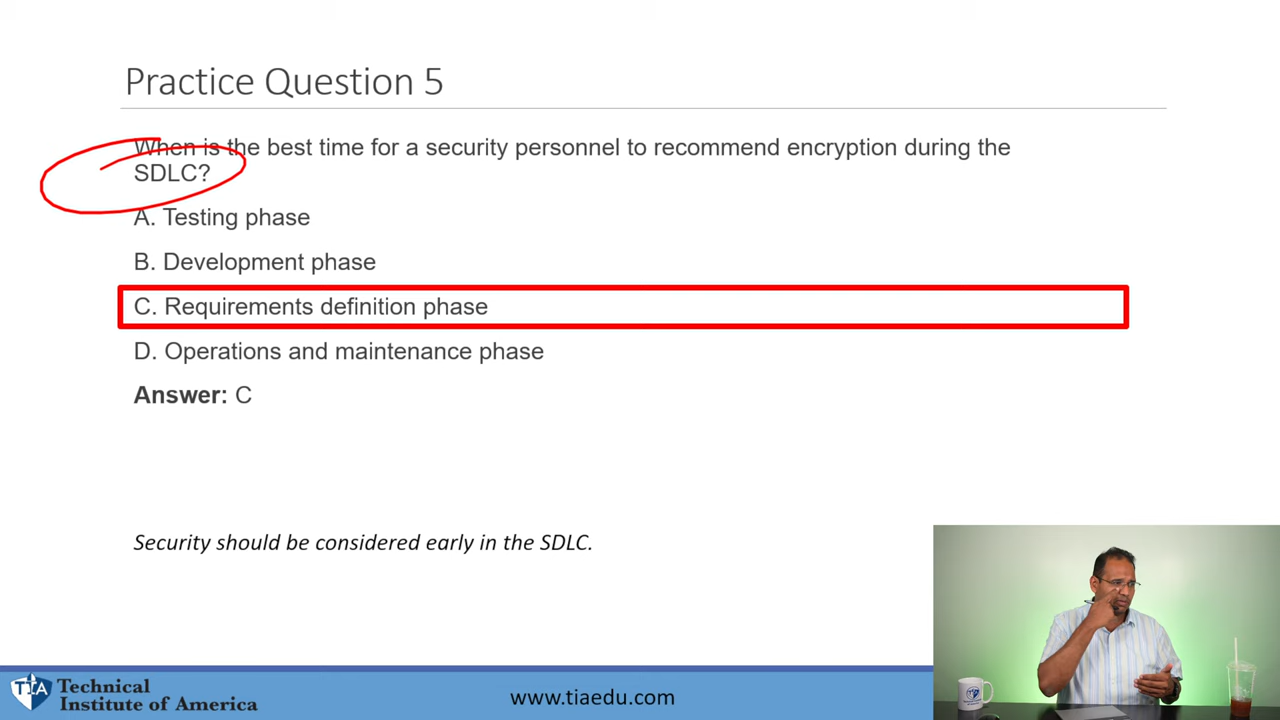 Practice Question 5
When is the best time for a security personnel to recommend encryption during the
SDLC?
A. Testing phase
B. Development phase
C. Requirements definition phase
D. Operations and maintenance phase
Answer: C
Security should be considered early in the SDLC.
TIA
Technical
Institute of America
www.tiaedu.com